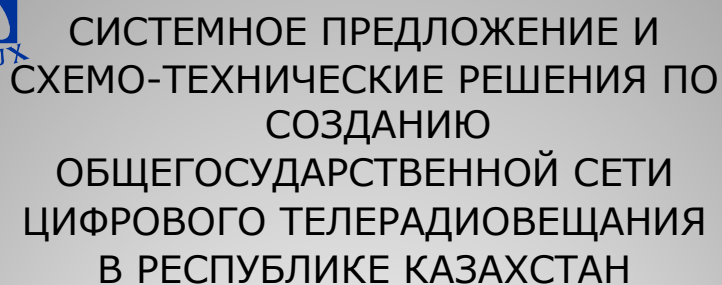 СИСТЕМНОЕ ПРЕДЛОЖЕНИЕ И
СХЕМО-ТЕХНИЧЕСКИЕ РЕШЕНИЯ ПО
СОЗДАНИЮ
ОБЩЕГОСУДАРСТВЕННОЙ СЕТИ
ЦИФРОВОГО ТЕЛЕРАДИОВЕЩАНИЯ
В РЕСПУБЛИКЕ КАЗАХСТАН